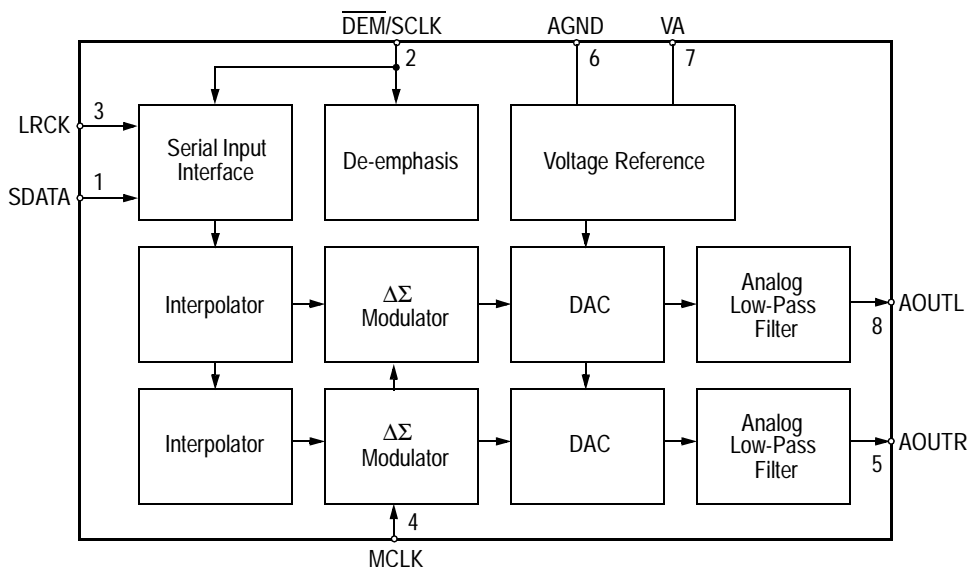 D̅E̅M̅/SCLK
AGND
VA
2
6
7
LRCK
3
SDATA
1
Serial Input
Interface
De-emphasis
Voltage Reference
Interpolator
ΔΣ
Modulator
DAC
Analog
Low-Pass
Filter
8
AOUTL
Interpolator
ΔΣ
Modulator
DAC
Analog
Low-Pass
Filter
5
AOUTR
4
MCLK